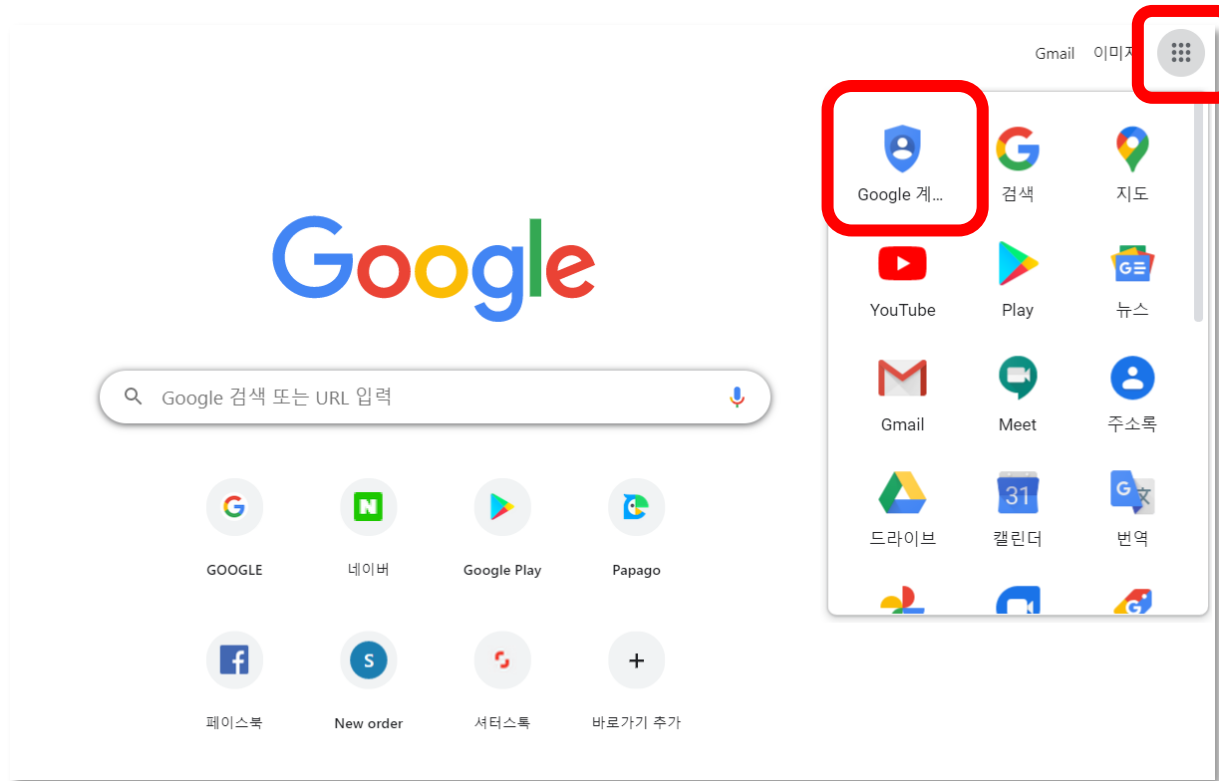 Gmail 이미지
Google 계...
검색
지도
Google
YouTube
Play
뉴스
Google 검색 또는 URL 입력
Gmail
Meet
주소록
31
드라이브
캘린더
번역
GOOGLE
네이버
Google Play
Papago
페이스북
New order
셔터스톡
바로가기 추가